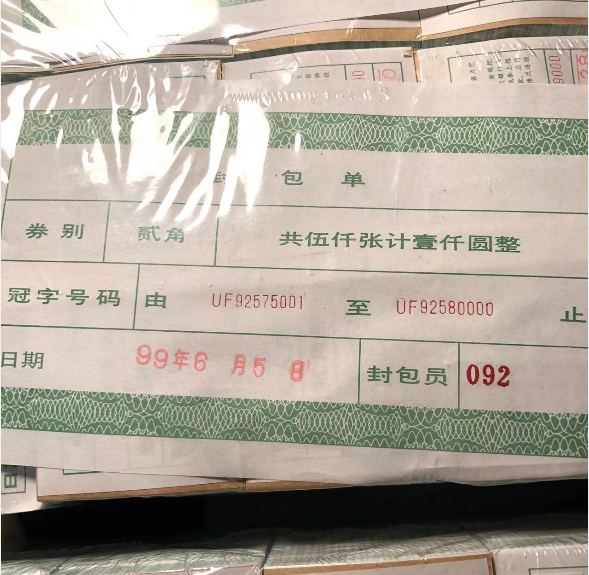 封包单
券别 贰角 共伍仟张计壹仟圆整
冠字号码 由 UF92575001 至 UF92580000 止
日期 99年6月5日 封包员 092